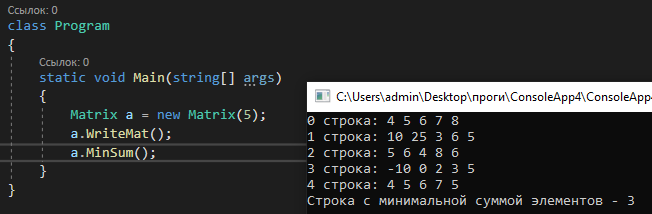 Ссылок: 0
class Program
{
Ссылок: 0
static void Main(string[] args)
{
Matrix a = new Matrix(5);
a.WriteMat();
a.MinSum();
}
}
C:\Users\admin\Desktop\проги\ConsoleApp4\ConsoleApp4
0 строка: 4 5 6 7 8
1 строка: 10 25 3 6 5
2 строка: 5 6 4 8 6
3 строка: -10 0 2 3 5
4 строка: 4 5 6 7 5
Строка с минимальной суммой элементов - 3